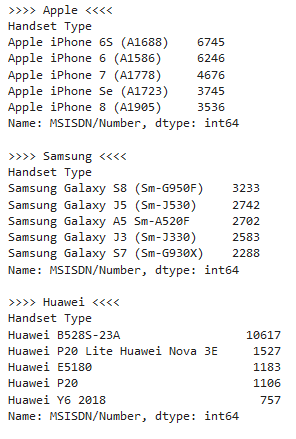 >>>> Apple <<<<
Handset Type
Apple iPhone 6S (A1688)    6745
Apple iPhone 6 (A1586)     6246
Apple iPhone 7 (A1778)     4676
Apple iPhone Se (A1723)    3745
Apple iPhone 8 (A1905)     3536
Name: MSISDN/Number, dtype: int64

>>>> Samsung <<<<
Handset Type
Samsung Galaxy S8 (Sm-G950F)    3233
Samsung Galaxy J5 (Sm-J530)     2742
Samsung Galaxy A5 Sm-A520F      2702
Samsung Galaxy J3 (Sm-J330)     2583
Samsung Galaxy S7 (Sm-G930X)    2288
Name: MSISDN/Number, dtype: int64

>>>> Huawei <<<<
Handset Type
Huawei B528S-23A                  10617
Huawei P20 Lite Huawei Nova 3E     1527
Huawei E5180                       1183
Huawei P20                         1106
Huawei Y6 2018                      757
Name: MSISDN/Number, dtype: int64